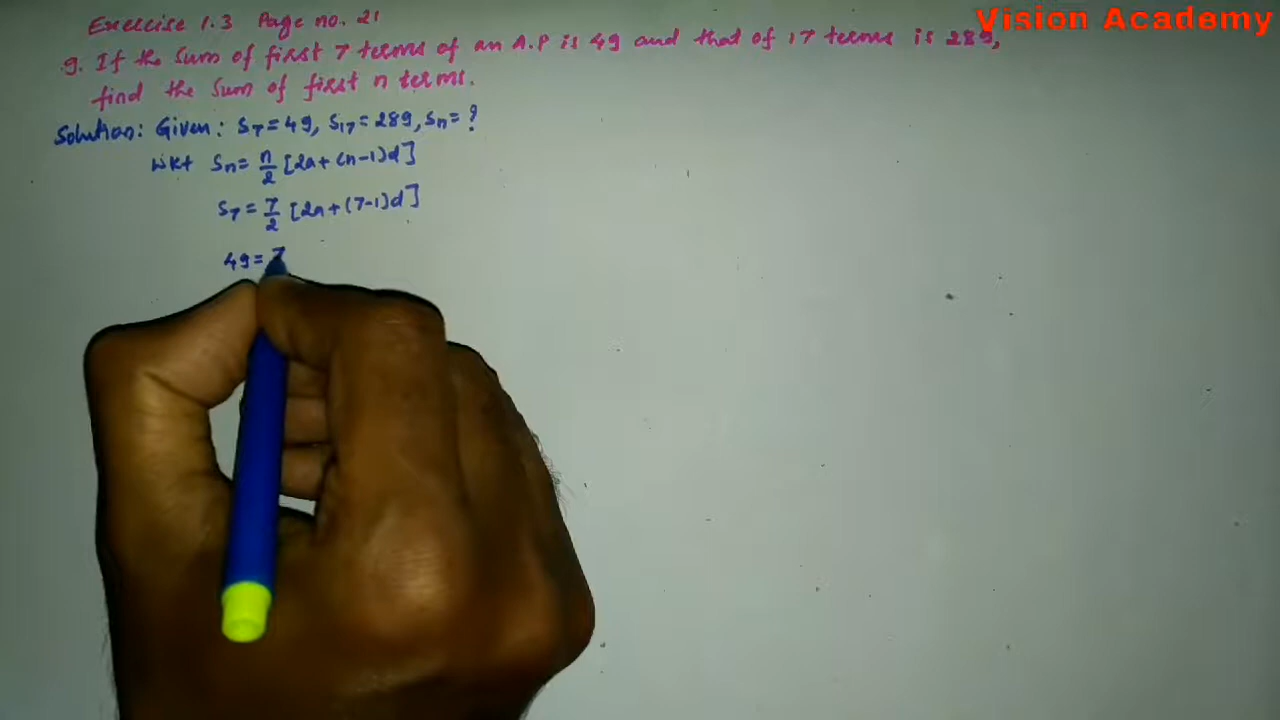 Vision Academy
Exercise 1.3 Page no. 21
9. If the sum of first 7 terms of an A.P is 49 and that of 17 terms is 289,
find the sum of first n terms.
Solution: Given: S7=49, S17=289, Sn=?
WKT Sn= n/2 [2a+(n-1)d]
S7= 7/2 [2a+(7-1)d]
49= 7